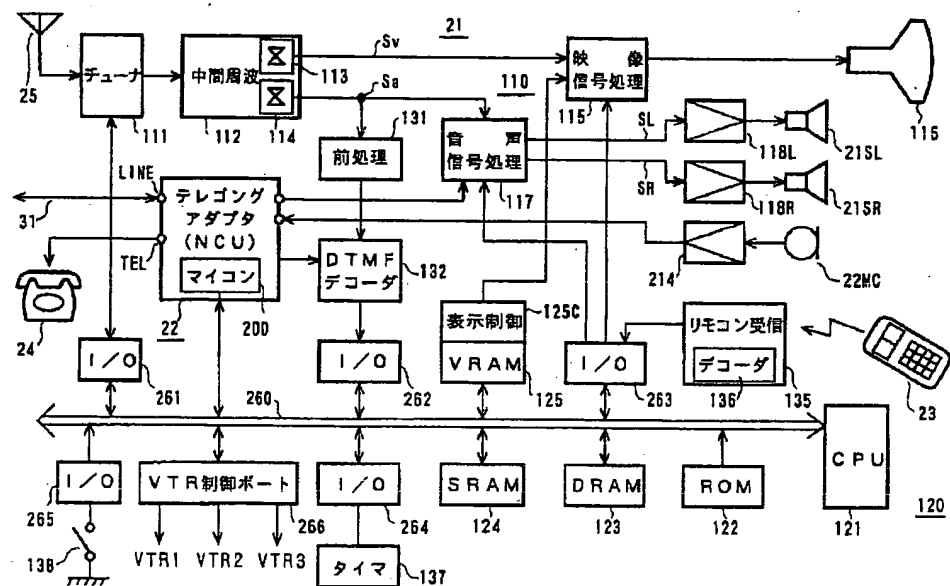 25
チューナ
111
中間周波
112
113
114
Sv
21
Sa
110
映像
信号処理
115
116
131
前処理
音声
信号処理
117
SL
SR
118L
118R
21SL
21SR
LINE
31
テレゴング
アダプタ
(NCU)
マイコン
TEL
24
22
200
DTMF
デコーダ
132
214
22MC
表示制御
125C
VRAM
125
リモコン受信
デコーダ
136
135
23
I/O
261
260
I/O
262
I/O
263
CPU
121
120
I/O
265
138
VTR制御ポート
266
VTR1
VTR2
VTR3
I/O
264
タイマ
137
SRAM
124
DRAM
123
ROM
122